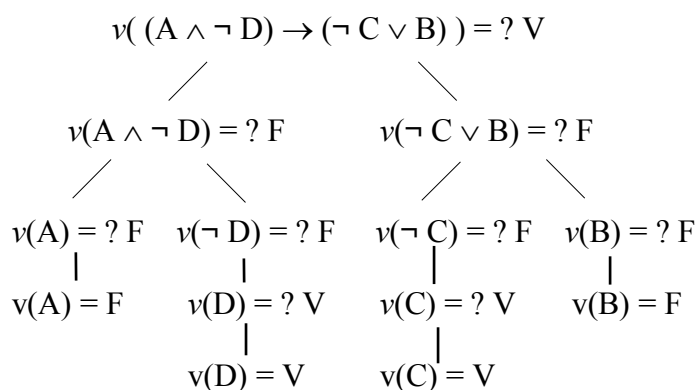 v( (A ∧ ¬ D) → (¬ C ∨ B) ) = ? V
v(A ∧ ¬ D) = ? F v(¬ C ∨ B) = ? F
v(A) = ? F v(¬ D) = ? F v(¬ C) = ? F v(B) = ? F
v(A) = F v(D) = ? V v(C) = ? V v(B) = F
v(D) = V v(C) = V